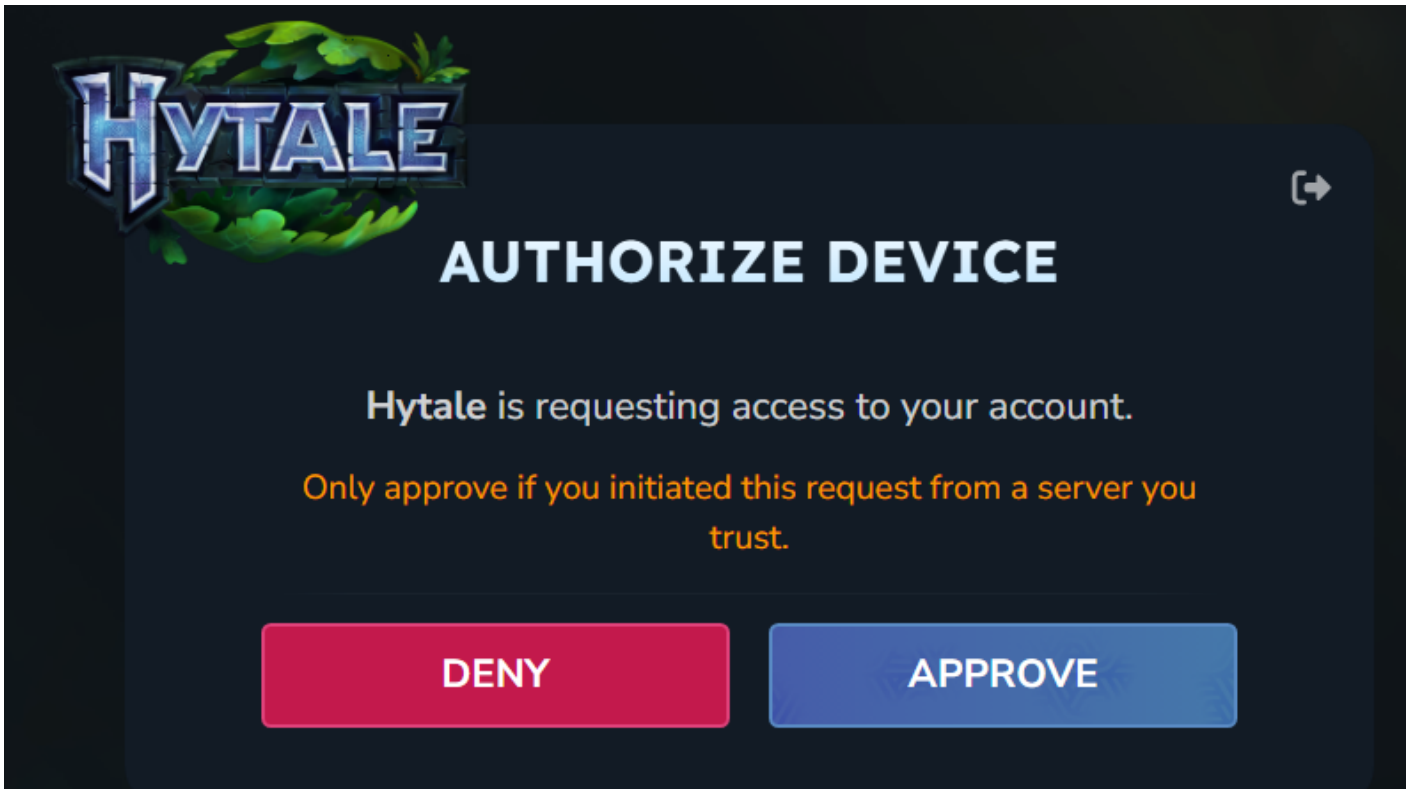 HYTALE
AUTHORIZE DEVICE
Hytale is requesting access to your account.
Only approve if you initiated this request from a server you
trust.
DENY
APPROVE